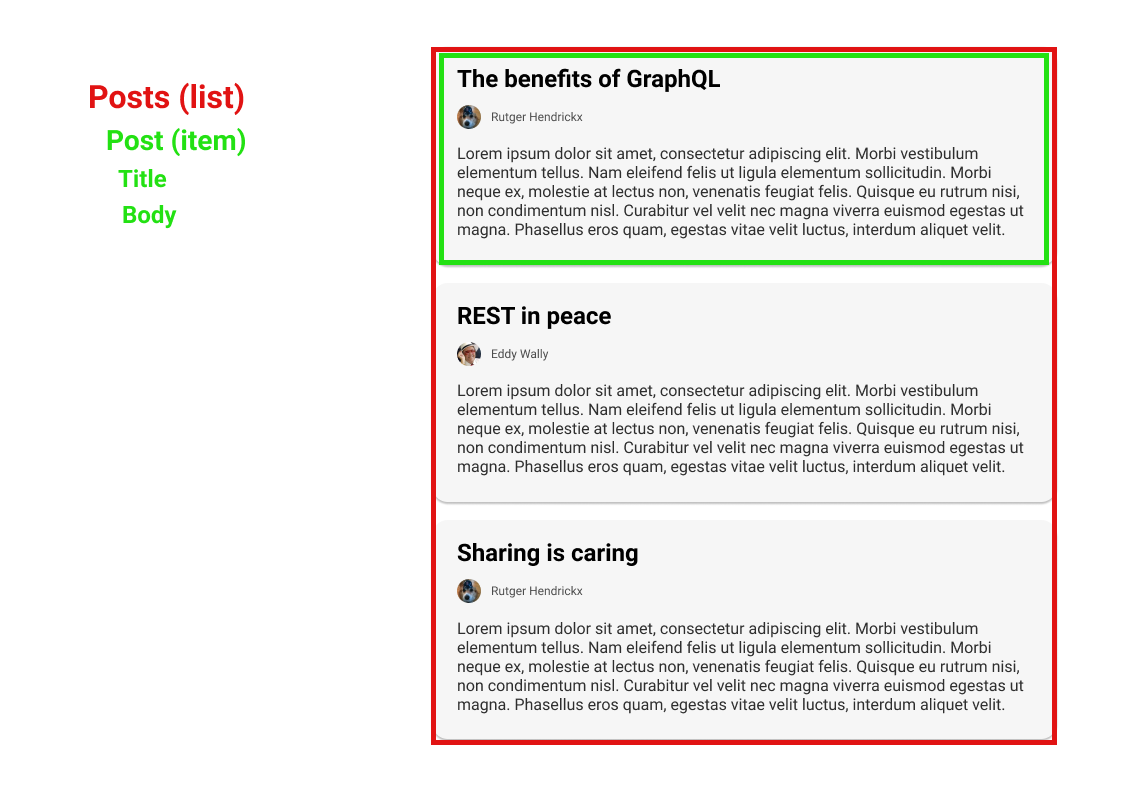 Posts (list)
Post (item)
Title
Body
The benefits of GraphQL
Rutger Hendrickx
Lorem ipsum dolor sit amet, consectetur adipiscing elit. Morbi vestibulum
elementum tellus. Nam eleifend felis ut ligula elementum sollicitudin. Morbi
neque ex, molestie at lectus non, venenatis feugiat felis. Quisque eu rutrum nisi,
non condimentum nisl. Curabitur vel velit nec magna viverra euismod egestas ut
magna. Phasellus eros quam, egestas vitae velit luctus, interdum aliquet velit.
REST in peace
Eddy Wally
Lorem ipsum dolor sit amet, consectetur adipiscing elit. Morbi vestibulum
elementum tellus. Nam eleifend felis ut ligula elementum sollicitudin. Morbi
neque ex, molestie at lectus non, venenatis feugiat felis. Quisque eu rutrum nisi,
non condimentum nisl. Curabitur vel velit nec magna viverra euismod egestas ut
magna. Phasellus eros quam, egestas vitae velit luctus, interdum aliquet velit.
Sharing is caring
Rutger Hendrickx
Lorem ipsum dolor sit amet, consectetur adipiscing elit. Morbi vestibulum
elementum tellus. Nam eleifend felis ut ligula elementum sollicitudin. Morbi
neque ex, molestie at lectus non, venenatis feugiat felis. Quisque eu rutrum nisi,
non condimentum nisl. Curabitur vel velit nec magna viverra euismod egestas ut
magna. Phasellus eros quam, egestas vitae velit luctus, interdum aliquet velit.